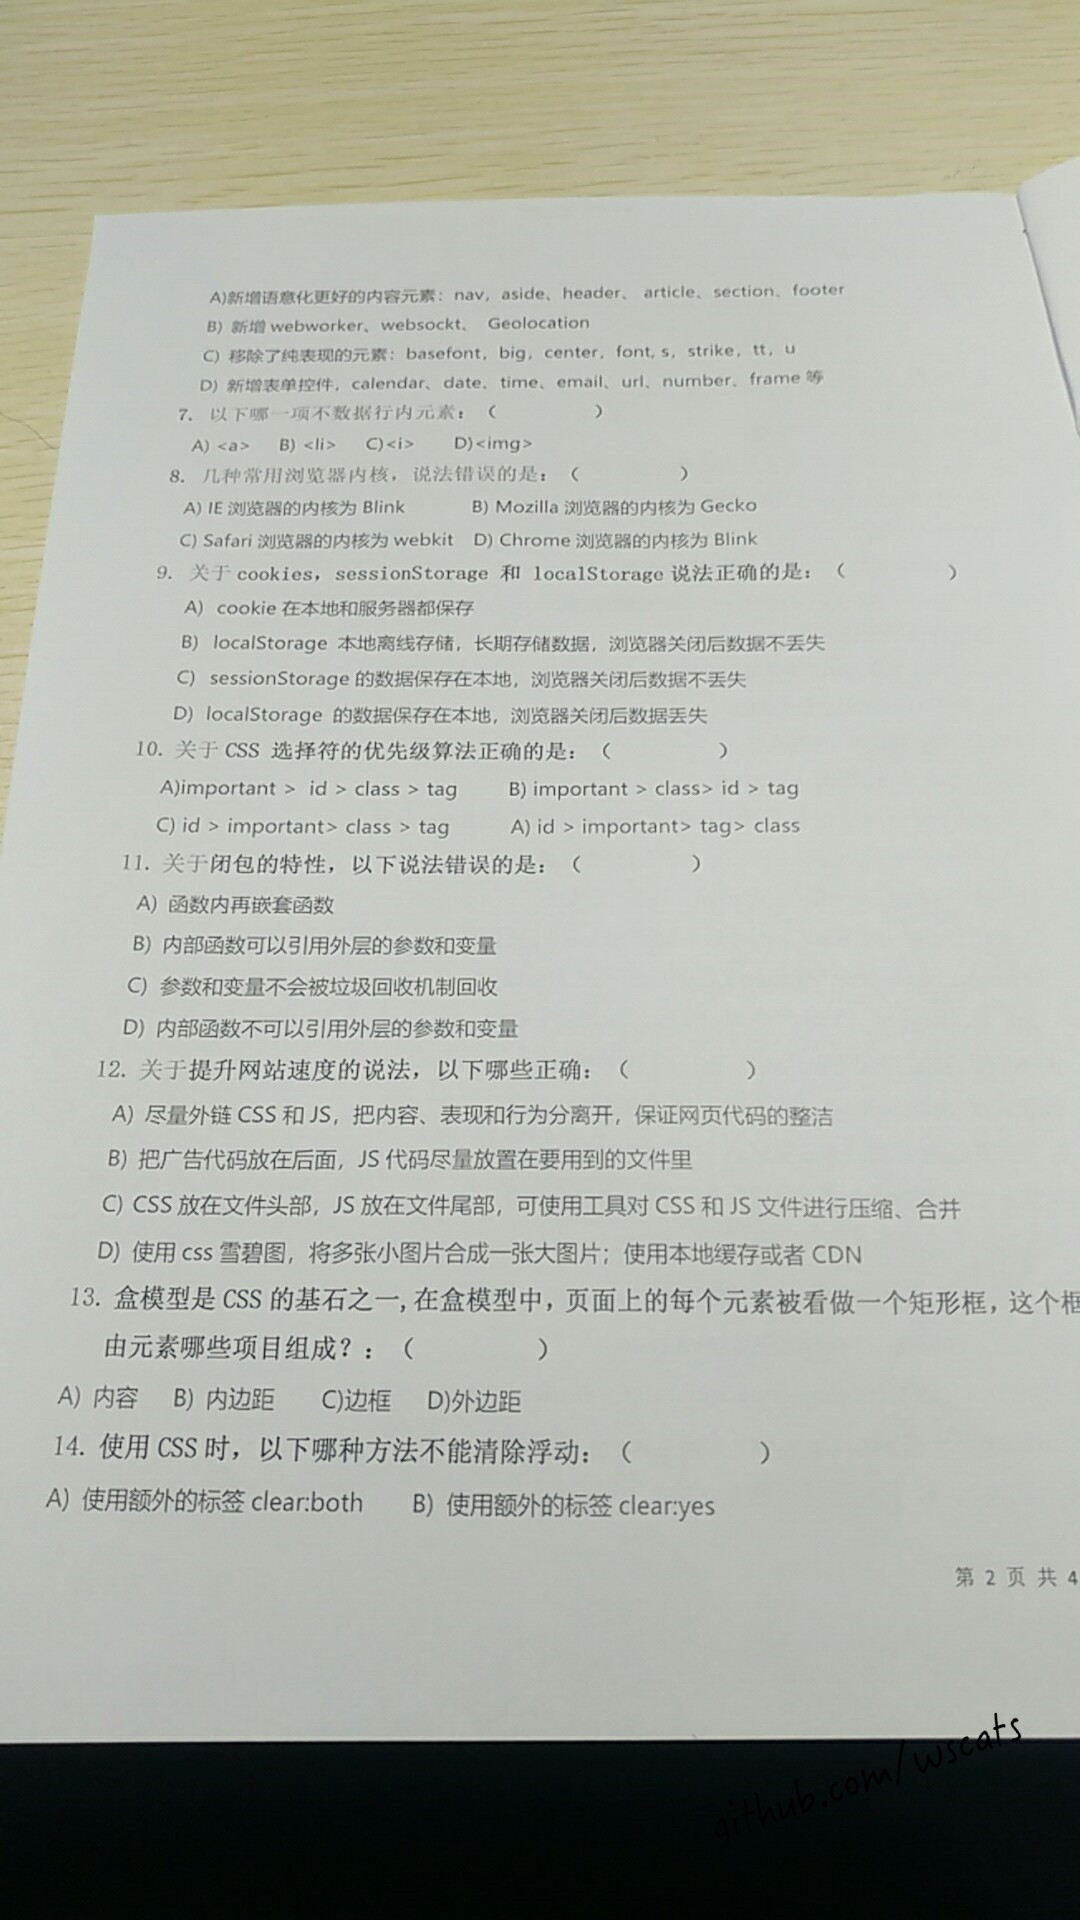 A)新增语意化更好的内容元素：nav，aside、header、 article、section、footer
B) 新增 webworker、websockt、 Geolocation
C) 移除了纯表现的元素：basefont，big，center，font, s，strike，tt，u
D) 新增表单控件，calendar、date、time、email、url、number、frame 等
7. 以下哪一项不数据行内元素：（ ）
A) <a> B) <li> C)<i> D)<img>
8. 几种常用浏览器内核，说法错误的是：（ ）
A) IE 浏览器的内核为 Blink B) Mozilla 浏览器的内核为 Gecko
C) Safari 浏览器的内核为 webkit D) Chrome 浏览器的内核为 Blink
9. 关于 cookies，sessionStorage 和 localStorage 说法正确的是：（ ）
A) cookie 在本地和服务器都保存
B) localStorage 本地离线存储，长期存储数据，浏览器关闭后数据不丢失
C) sessionStorage 的数据保存在本地，浏览器关闭后数据不丢失
D) localStorage 的数据保存在本地，浏览器关闭后数据丢失
10. 关于 CSS 选择符的优先级算法正确的是：（ ）
A)important > id > class > tag B) important > class> id > tag
C) id > important> class > tag A) id > important> tag> class
11. 关于闭包的特性，以下说法错误的是：（ ）
A) 函数内再嵌套函数
B) 内部函数可以引用外层的参数和变量
C) 参数和变量不会被垃圾回收机制回收
D) 内部函数不可以引用外层的参数和变量
12. 关于提升网站速度的说法，以下哪些正确：（ ）
A) 尽量外链 CSS 和 JS，把内容、表现和行为分离开，保证网页代码的整洁
B) 把广告代码放在后面，JS 代码尽量放置在要用到的文件里
C) CSS 放在文件头部，JS 放在文件尾部，可使用工具对 CSS 和 JS 文件进行压缩、合并
D) 使用 css 雪碧图，将多张小图片合成一张大图片；使用本地缓存或者 CDN
13. 盒模型是 CSS 的基石之一,在盒模型中，页面上的每个元素被看做一个矩形框，这个框
由元素哪些项目组成？：（ ）
A) 内容 B) 内边距 C)边框 D)外边距
14. 使用 CSS 时，以下哪种方法不能清除浮动：（ ）
A) 使用额外的标签 clear:both B) 使用额外的标签 clear:yes
第 2 页 共 4
github.com/wscats